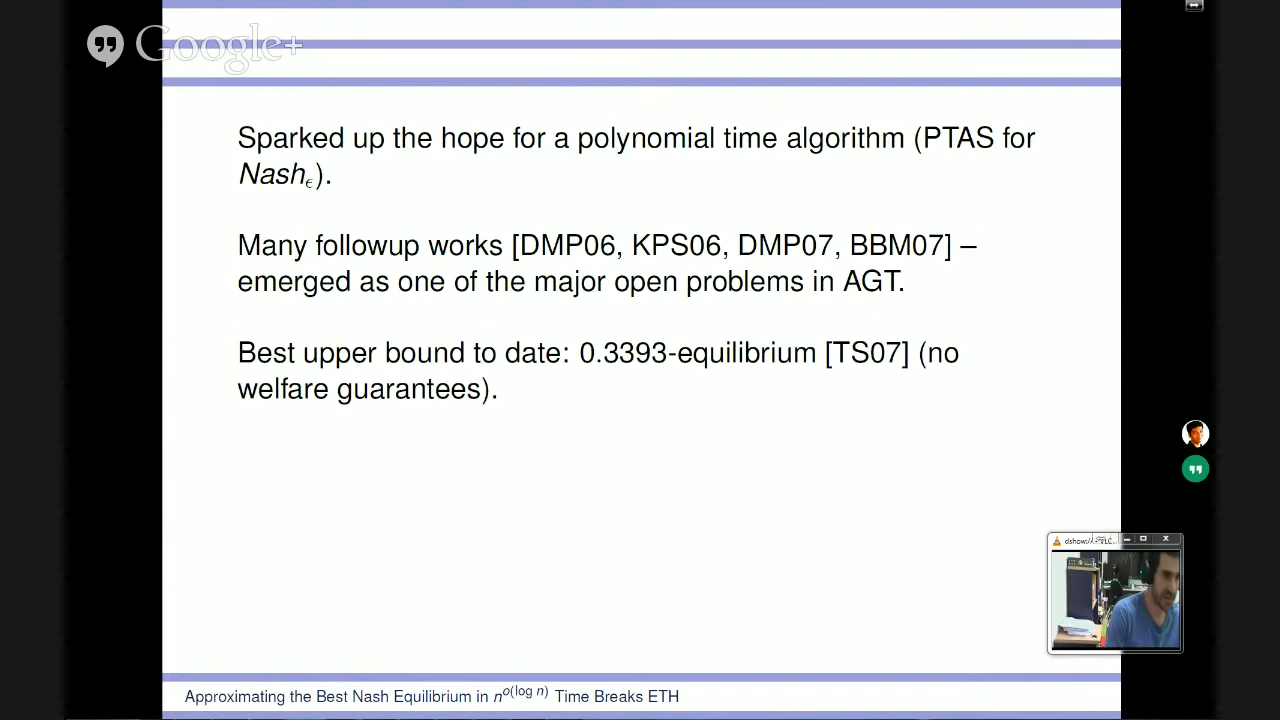 Google+
Sparked up the hope for a polynomial time algorithm (PTAS for
Nashϵ).
Many followup works [DMP06, KPS06, DMP07, BBM07] –
emerged as one of the major open problems in AGT.
Best upper bound to date: 0.3393-equilibrium [TS07] (no
welfare guarantees).
Approximating the Best Nash Equilibrium in n^o(log n) Time Breaks ETH